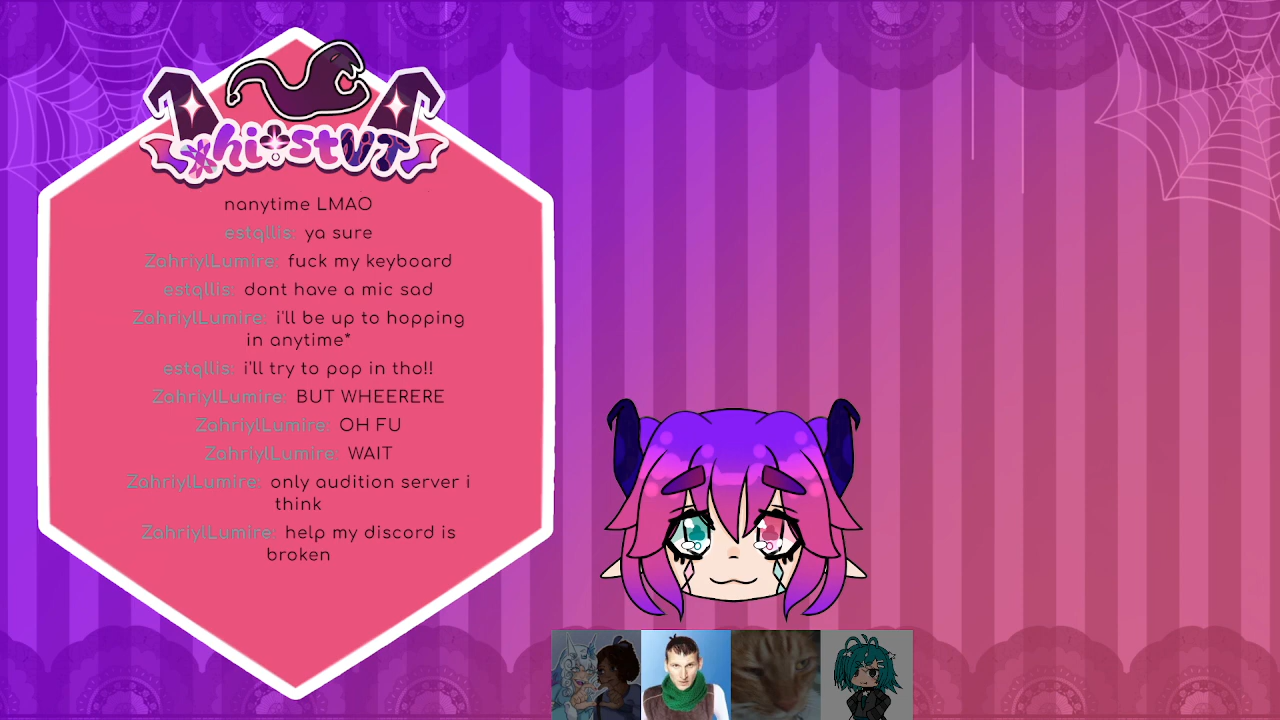 hi.stVT
nanytime LMAO
estqllis: ya sure
ZahriylLumire: fuck my keyboard
estqllis: dont have a mic sad
ZahriylLumire: i'll be up to hopping
in anytime*
estqllis: i'll try to pop in tho!!
ZahriylLumire: BUT WHEERERE
ZahriylLumire: OH FU
ZahriylLumire: WAIT
ZahriylLumire: only audition server i
think
ZahriylLumire: help my discord is
broken